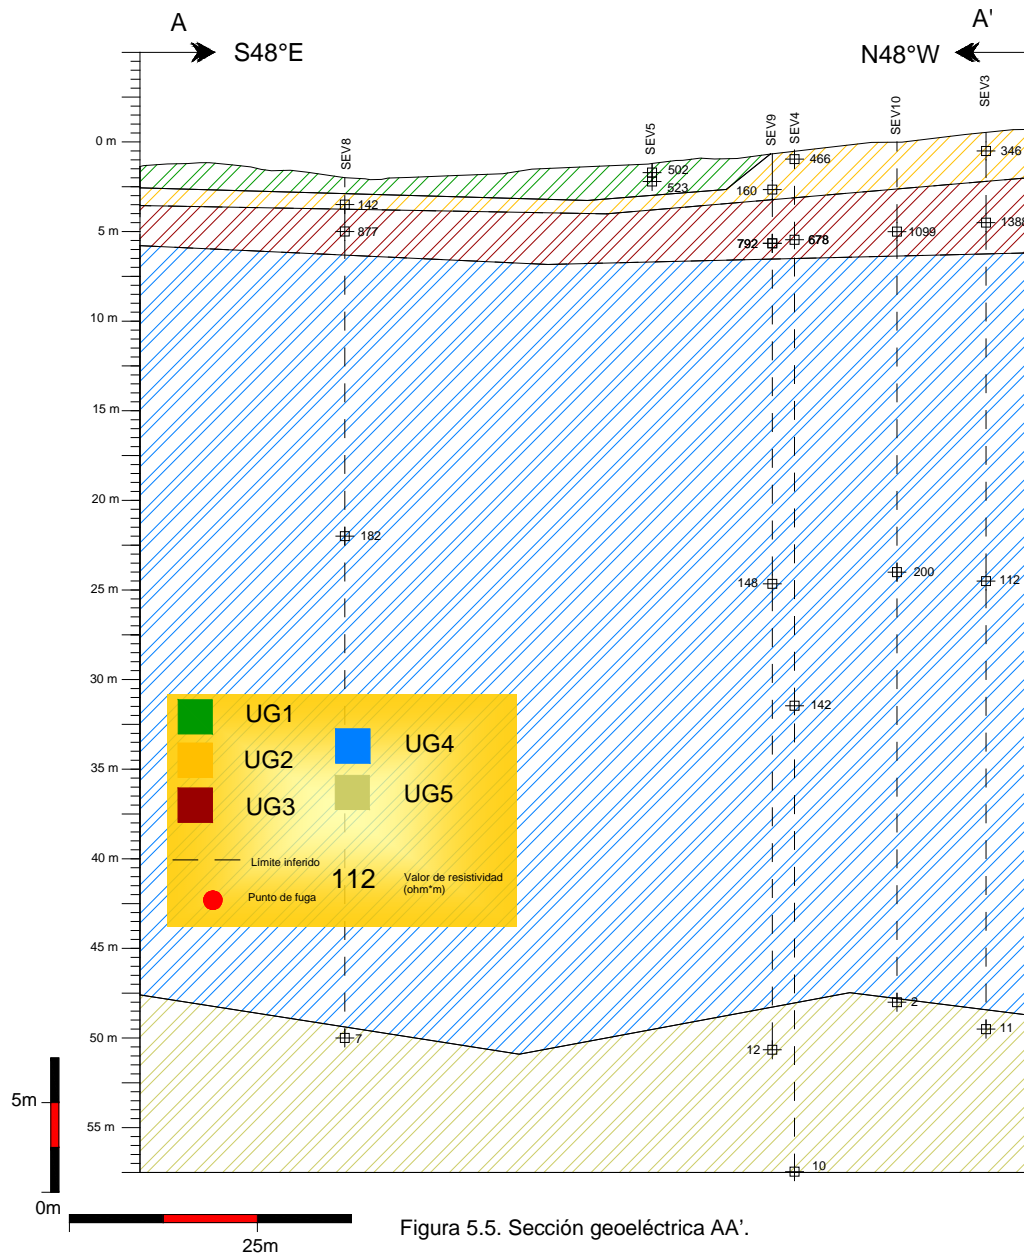 A
A'
S48°E
N48°W
SEV8
SEV5
SEV9
SEV4
SEV10
SEV3
0 m
5 m
10 m
15 m
20 m
25 m
30 m
35 m
40 m
45 m
50 m
55 m
502
523
466
346
160
142
877
792
678
1099
1388
182
148
200
112
142
7
12
2
11
10
UG1
UG2
UG3
UG4
UG5
Límite inferido
Punto de fuga
112
Valor de resistividad
(ohm*m)
5m
0m
25m
Figura 5.5. Sección geoeléctrica AA'.